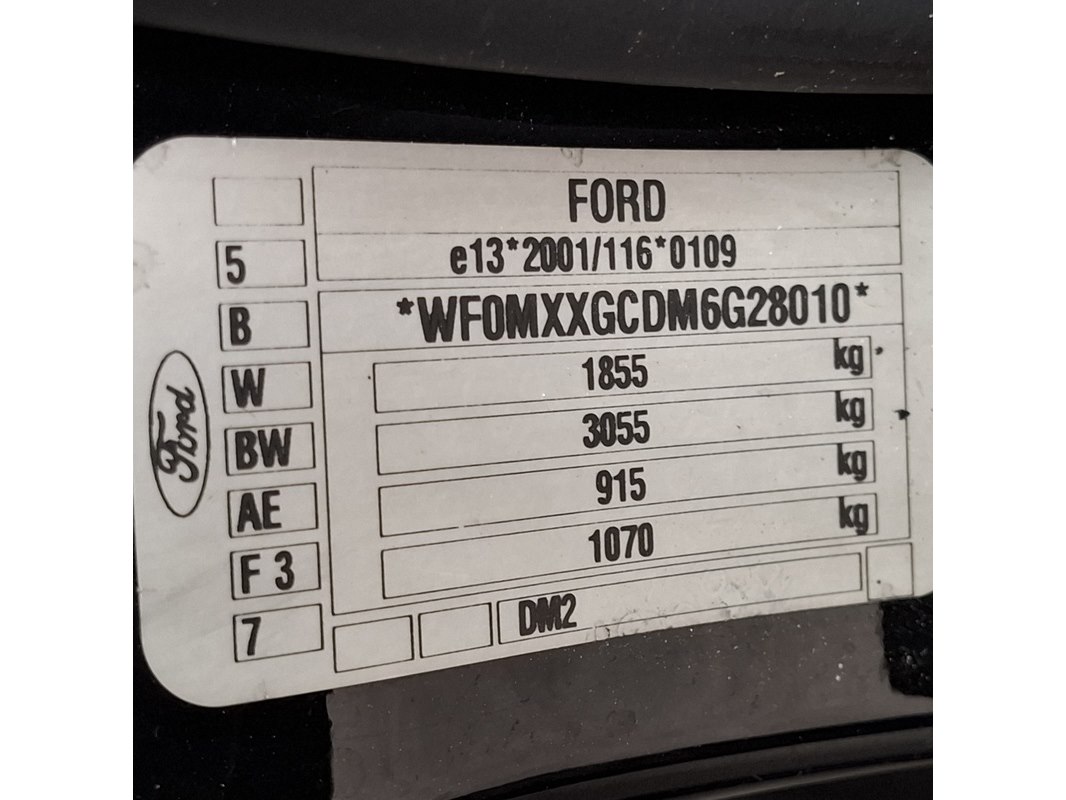 FORD
5
e13*2001/116*0109
B
*WF0MXXGCDM6G28010*
W
1855 kg
BW
3055 kg
AE
915 kg
F 3
1070 kg
7
DM2
Ford